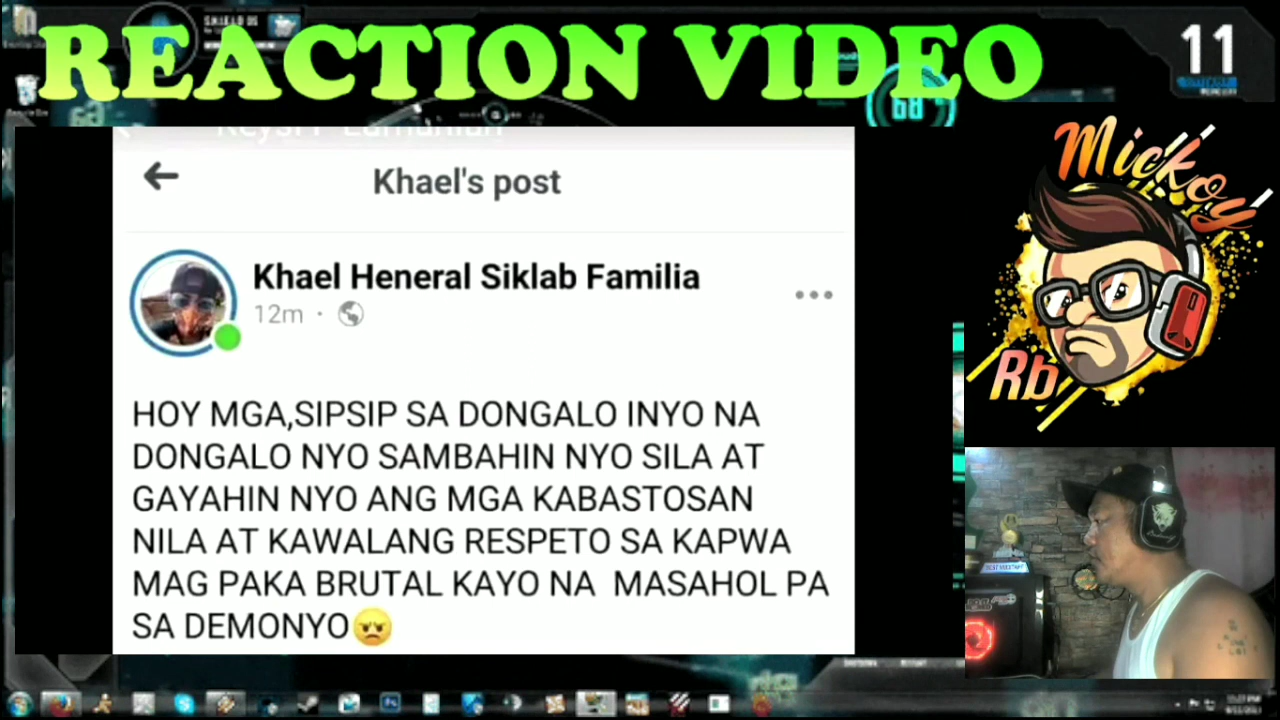 REACTION VIDEO
11
68
Khael's post
Khael Heneral Siklab Familia
12m
HOY MGA,SIPSIP SA DONGALO INYO NA
DONGALO NYO SAMBAHIN NYO SILA AT
GAYAHIN NYO ANG MGA KABASTOSAN
NILA AT KAWALANG RESPETO SA KAPWA
MAG PAKA BRUTAL KAYO NA MASAHOL PA
SA DEMONYO
Mickoy
Rb